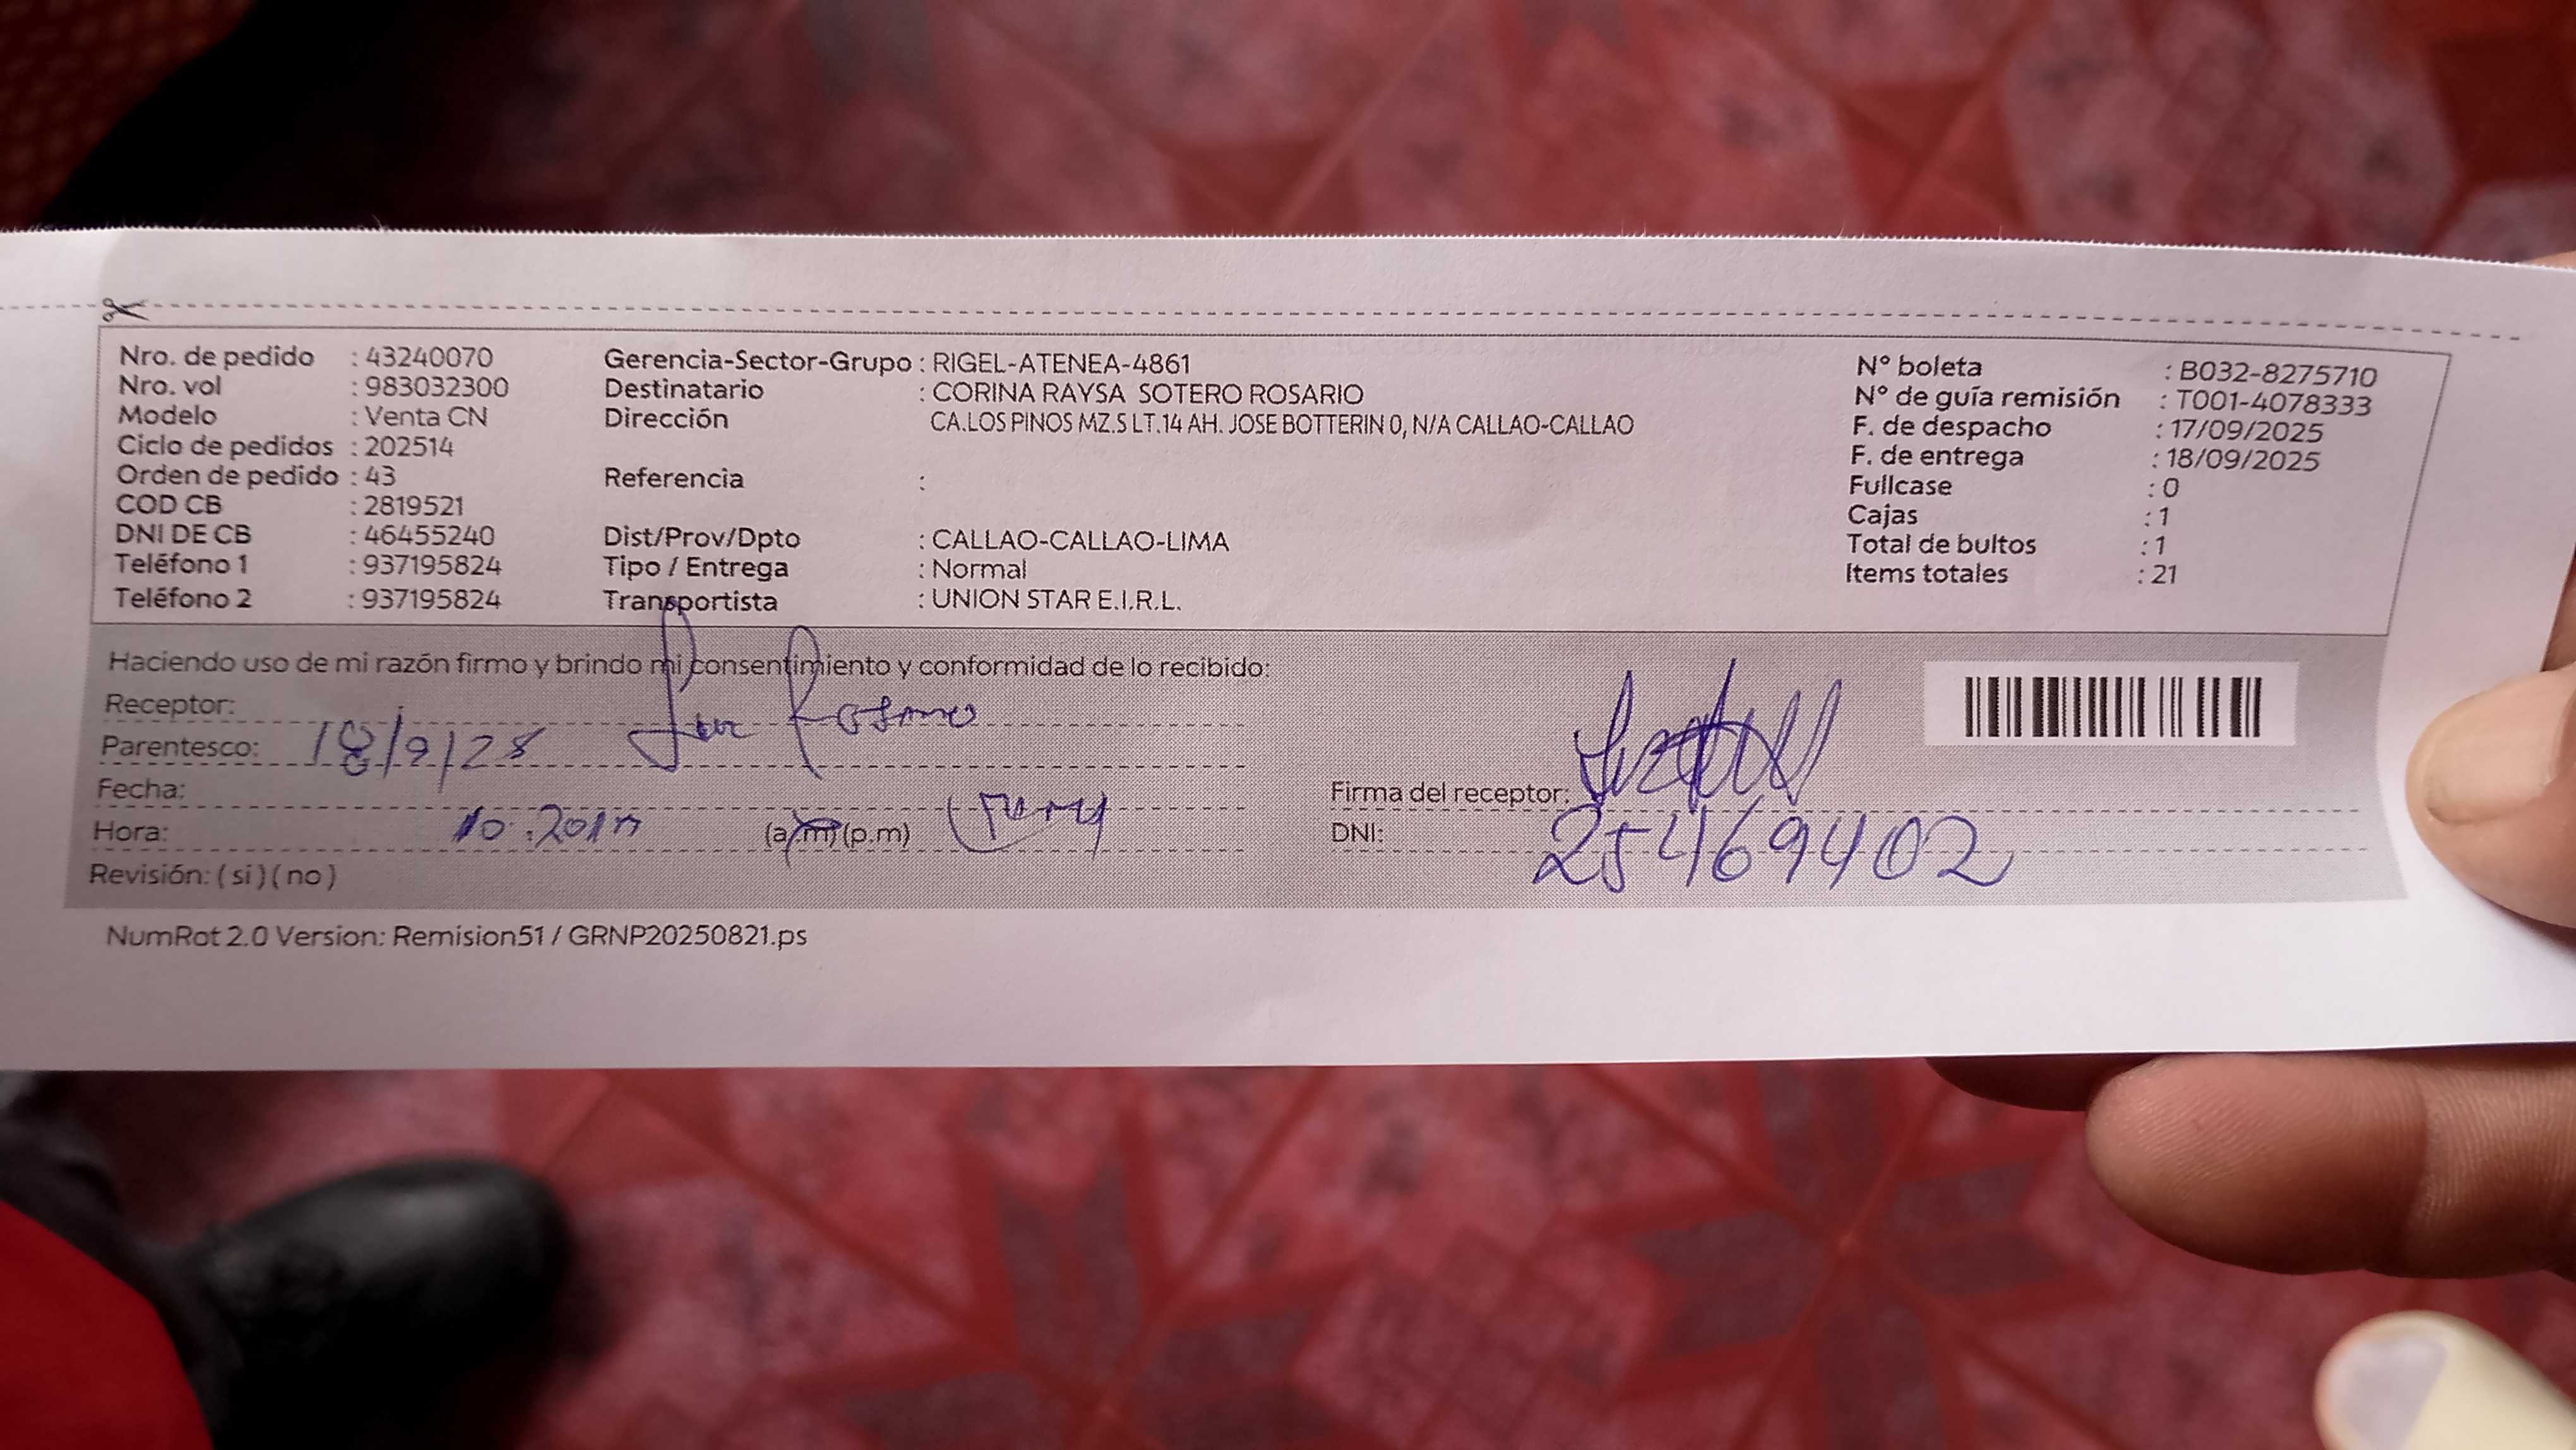 Nro. de pedido : 43240070
Nro. vol : 983032300
Modelo : Venta CN
Ciclo de pedidos : 202514
Orden de pedido : 43
COD CB : 2819521
DNI DE CB : 46455240
Teléfono 1 : 937195824
Teléfono 2 : 937195824
Gerencia-Sector-Grupo : RIGEL-ATENEA-4861
Destinatario : CORINA RAYSA SOTERO ROSARIO
Dirección CA.LOS PINOS MZ.S LT.14 AH. JOSE BOTTERIN 0, N/A CALLAO-CALLAO
Referencia :
Dist/Prov/Dpto : CALLAO-CALLAO-LIMA
Tipo / Entrega : Normal
Transportista : UNION STAR E.I.R.L.
N° boleta : B032-8275710
N° de guía remisión : T001-4078333
F. de despacho : 17/09/2025
F. de entrega : 18/09/2025
Fullcase : 0
Cajas : 1
Total de bultos : 1
Items totales : 21
Haciendo uso de mi razón firmo y brindo mi consentimiento y conformidad de lo recibido:
Receptor: Rosario
Parentesco: 18/9/25
Fecha:
Hora: (a.m) (p.m)
Revisión: ( si ) ( no )
Firma del receptor:
DNI: 25469402
NumRot 2.0 Version: Remision51 / GRNP20250821.ps